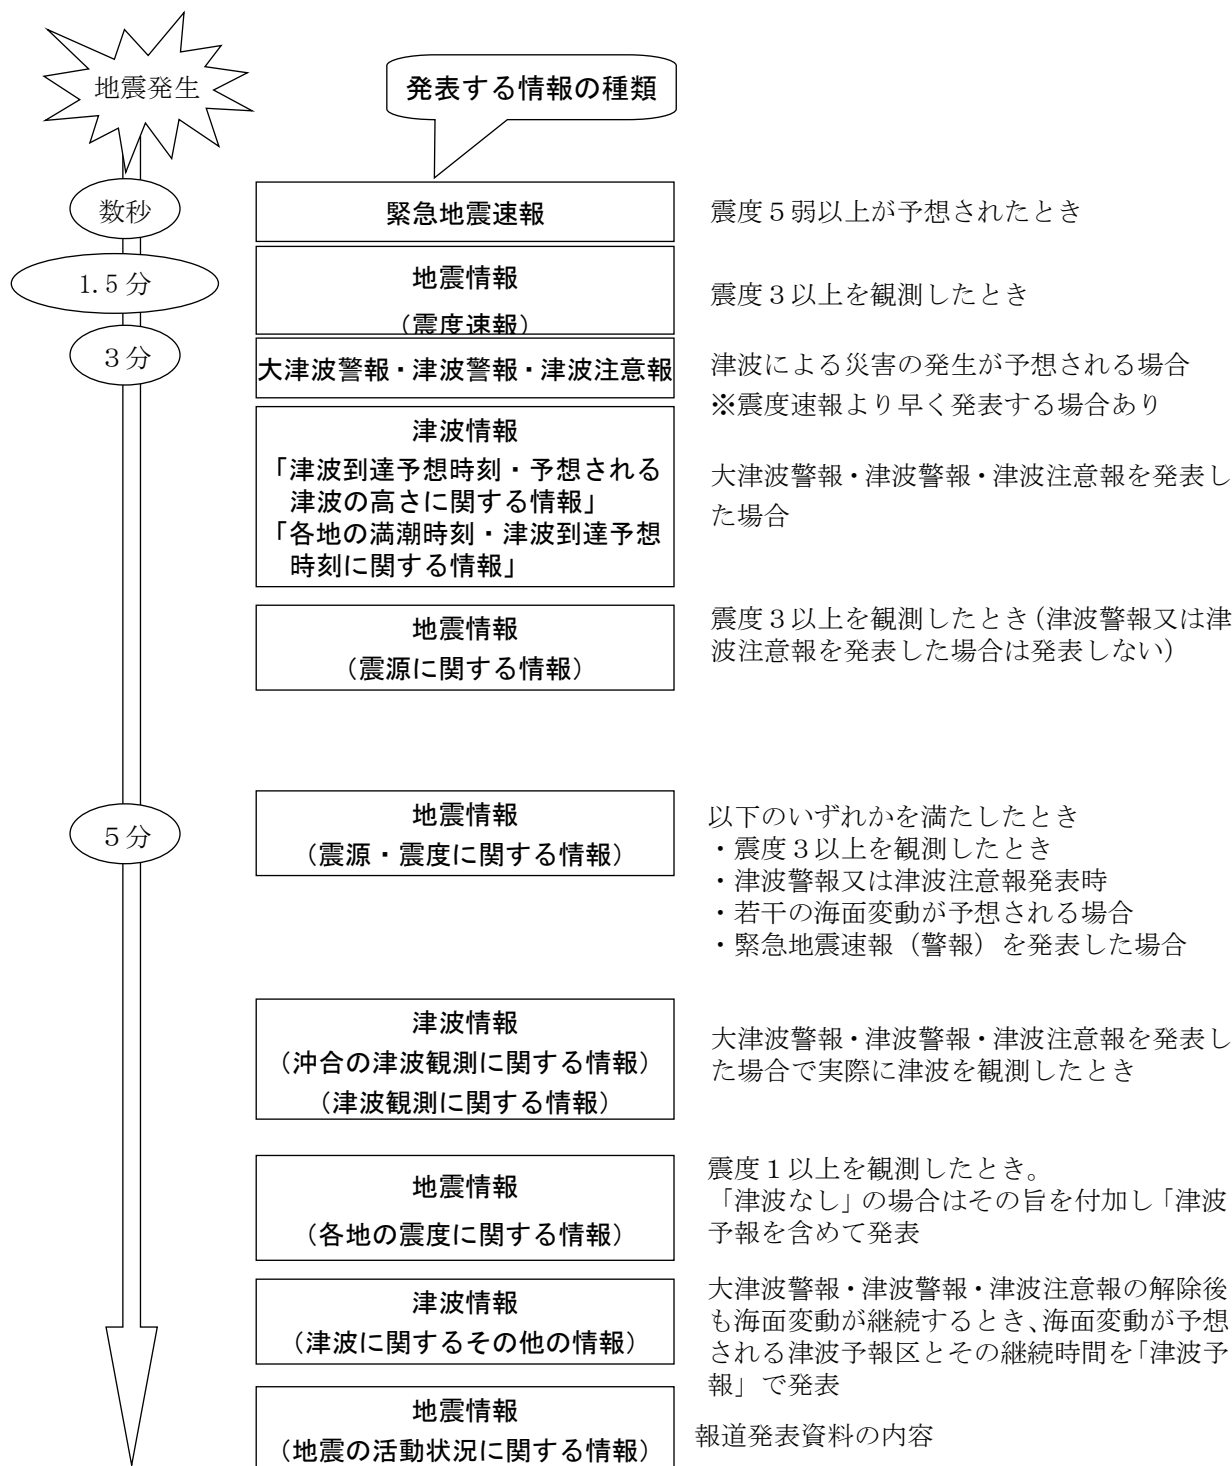 地震発生
発表する情報の種類
数秒
緊急地震速報
震度５弱以上が予想されたとき
1.5分
地震情報
（震度速報）
震度３以上を観測したとき
３分
大津波警報・津波警報・津波注意報
津波による災害の発生が予想される場合
※震度速報より早く発表する場合あり
津波情報
「津波到達予想時刻・予想される
津波の高さに関する情報」
「各地の満潮時刻・津波到達予想
時刻に関する情報」
大津波警報・津波警報・津波注意報を発表し
た場合
地震情報
（震源に関する情報）
震度３以上を観測したとき（津波警報又は津
波注意報を発表した場合は発表しない）
５分
地震情報
（震源・震度に関する情報）
以下のいずれかを満たしたとき
・震度３以上を観測したとき
・津波警報又は津波注意報発表時
・若干の海面変動が予想される場合
・緊急地震速報（警報）を発表した場合
津波情報
（沖合の津波観測に関する情報）
（津波観測に関する情報）
大津波警報・津波警報・津波注意報を発表し
た場合で実際に津波を観測したとき
地震情報
（各地の震度に関する情報）
震度１以上を観測したとき。
「津波なし」の場合はその旨を付加し「津波
予報を含めて発表
津波情報
（津波に関するその他の情報）
大津波警報・津波警報・津波注意報の解除後
も海面変動が継続するとき、海面変動が予想
される津波予報区とその継続時間を「津波予
報」で発表
地震情報
（地震の活動状況に関する情報）
報道発表資料の内容